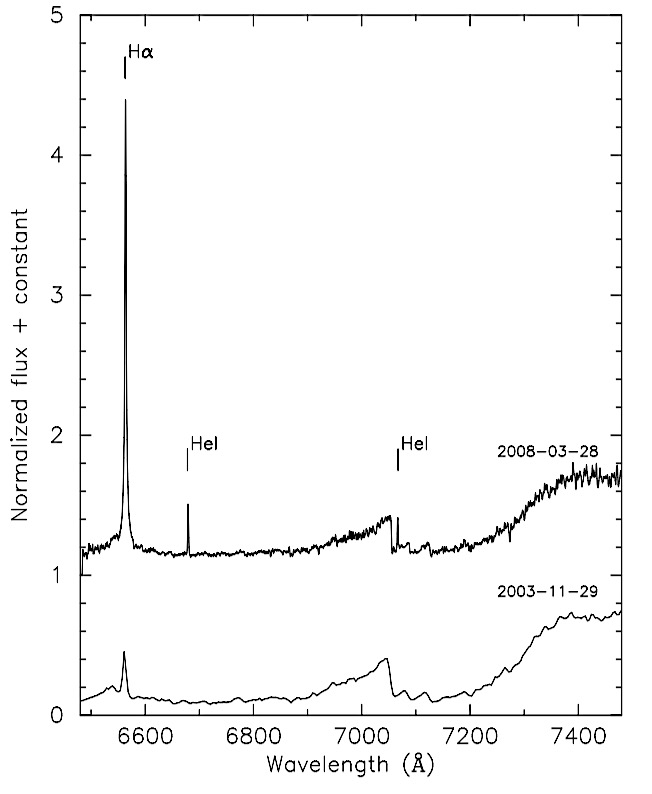 5
Hα
4
Normalized flux + constant
3
2
HeI
HeI
2008-03-28
1
2003-11-29
0
6600 6800 7000 7200 7400
Wavelength (Å)